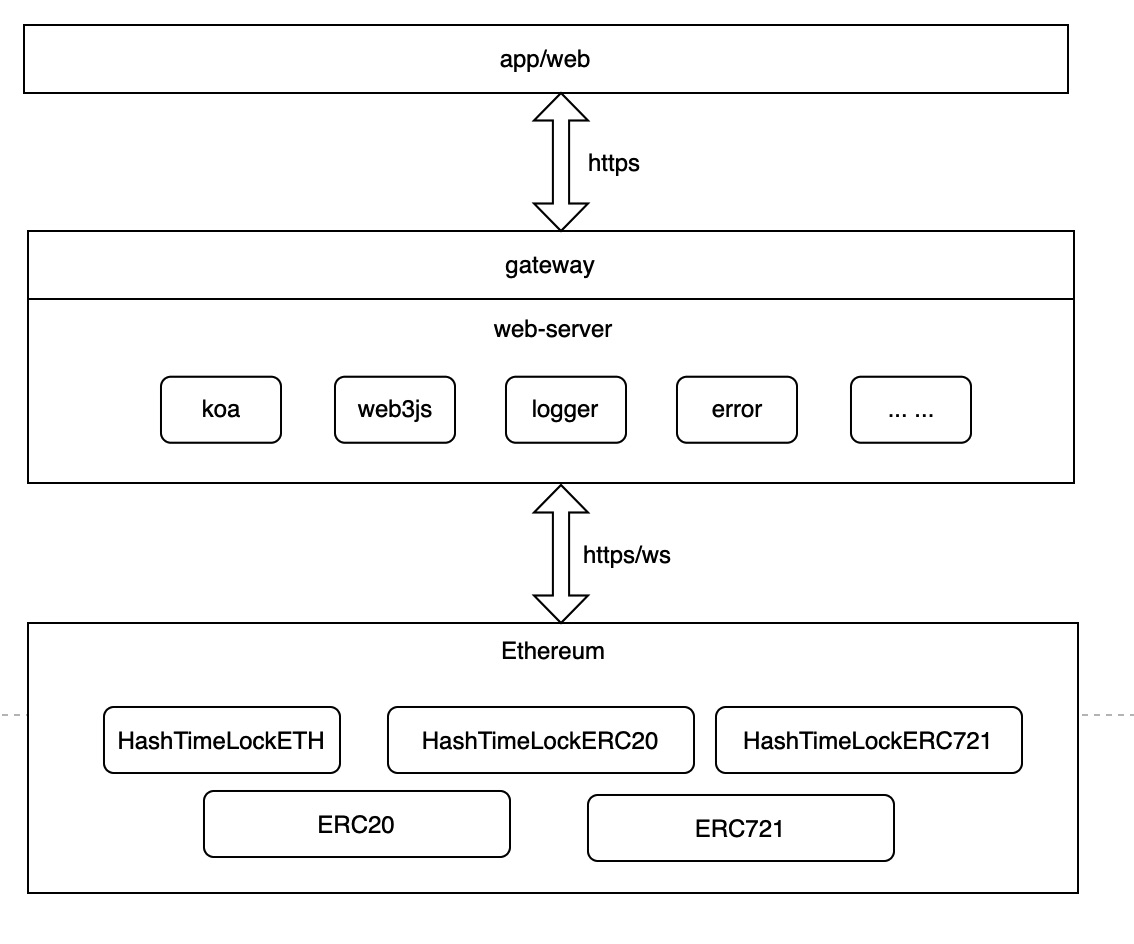 app/web
https
gateway
web-server
koa
web3js
logger
error
... ...
https/ws
Ethereum
HashTimeLockETH
HashTimeLockERC20
HashTimeLockERC721
ERC20
ERC721